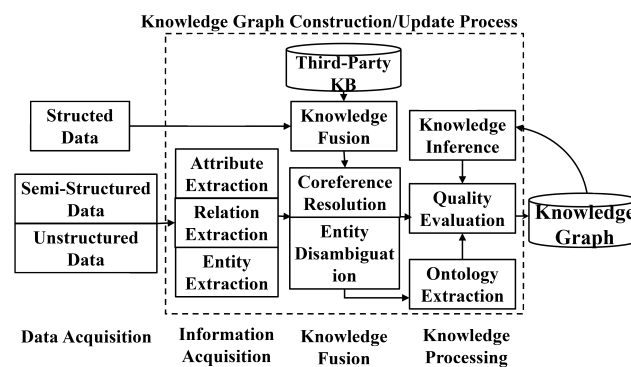 Knowledge Graph Construction/Update Process
Third-Party
KB
Structed
Data
Knowledge
Fusion
Knowledge
Inference
Attribute
Extraction
Semi-Structured
Data
Unstructured
Data
Relation
Extraction
Entity
Extraction
Coreference
Resolution
Entity
Disambiguat
ion
Quality
Evaluation
Knowledge
Graph
Ontology
Extraction
Data Acquisition
Information
Acquisition
Knowledge
Fusion
Knowledge
Processing